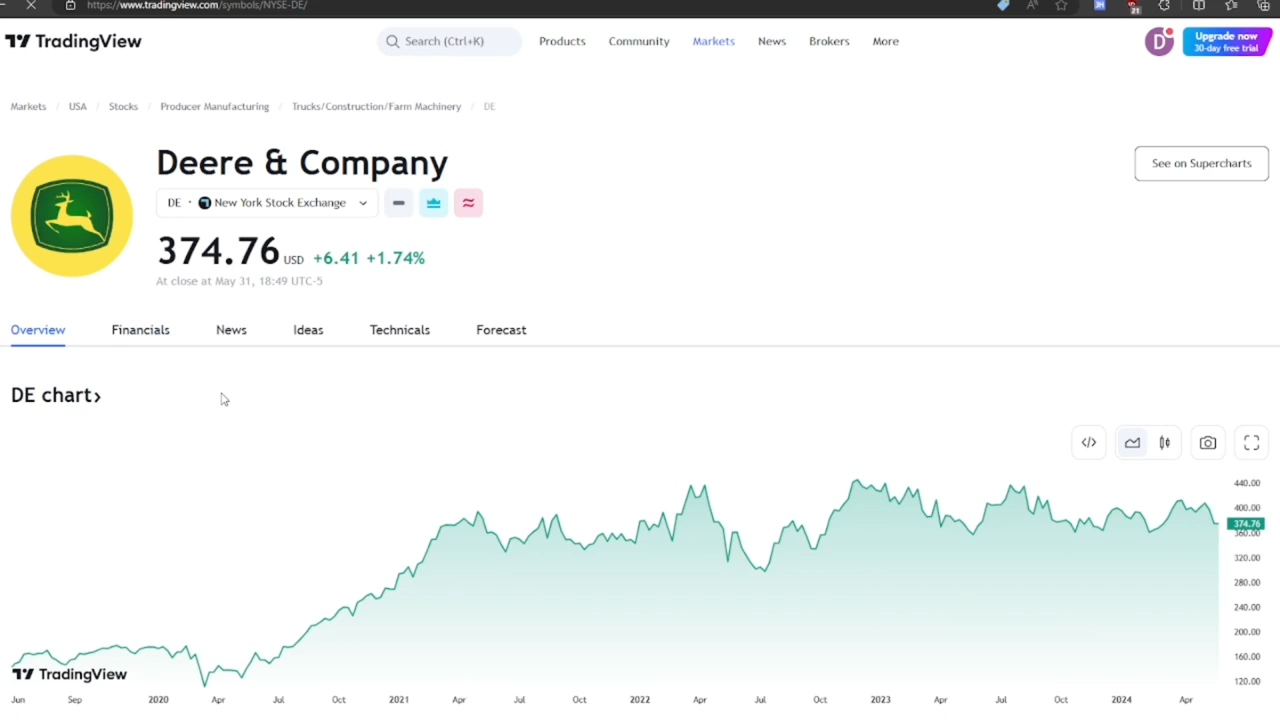 https://www.tradingview.com/symbols/NYSE-DE/
21
TradingView
Search (Ctrl+K)
Products
Community
Markets
News
Brokers
More
D
Upgrade now
30-day free trial
Markets / USA / Stocks / Producer Manufacturing / Trucks/Construction/Farm Machinery / DE
Deere & Company
See on Supercharts
DE · New York Stock Exchange
374.76 USD +6.41 +1.74%
At close at May 31, 18:49 UTC-5
Overview
Financials
News
Ideas
Technicals
Forecast
DE chart›
440.00
400.00
374.76
360.00
320.00
280.00
240.00
200.00
160.00
120.00
TradingView
Jun Sep 2020 Apr Jul Oct 2021 Apr Jul Oct 2022 Apr Jul Oct 2023 Apr Jul Oct 2024 Apr